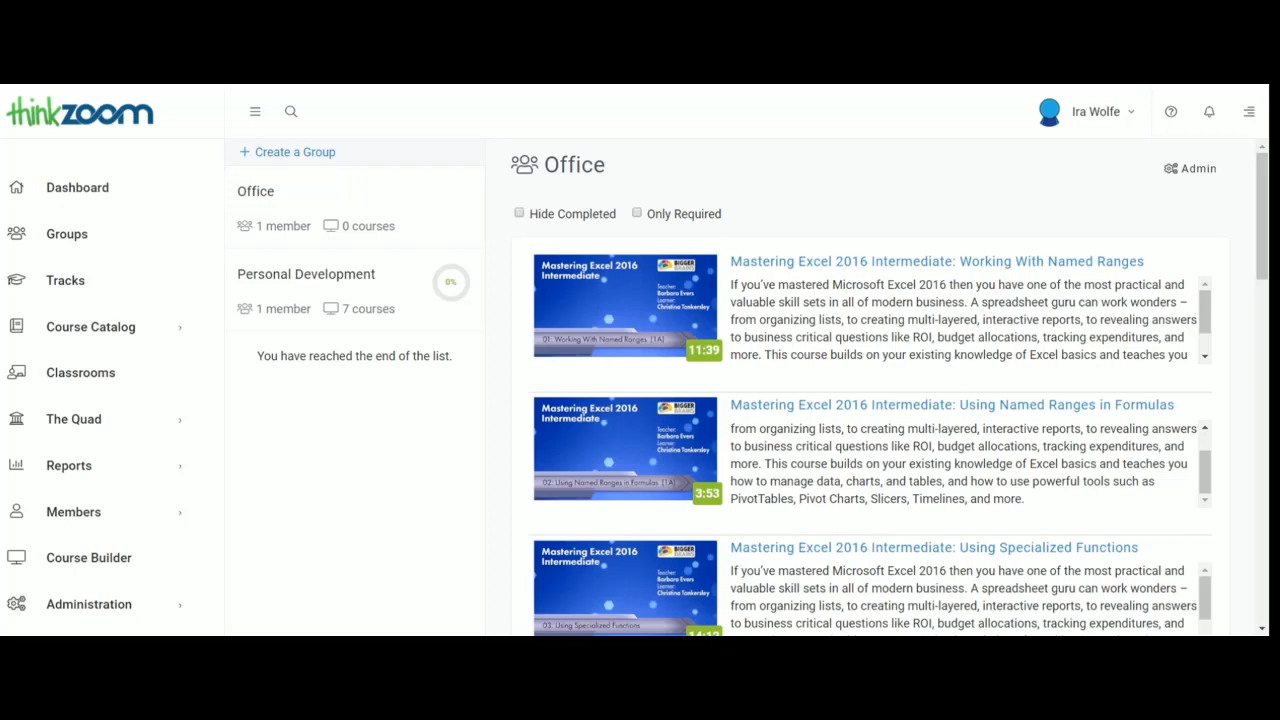 thinkzoom
Ira Wolfe
+ Create a Group
Office
1 member 0 courses
Personal Development
0%
1 member 7 courses
You have reached the end of the list.
Dashboard
Groups
Tracks
Course Catalog
Classrooms
The Quad
Reports
Members
Course Builder
Administration
Office
Admin
Hide Completed Only Required
Mastering Excel 2016
Intermediate
BIGGER
BRAINS
Teacher:
Barbara Evers
Learner:
Christina Tankersley
01: Working With Named Ranges (1A)
11:39
Mastering Excel 2016 Intermediate: Working With Named Ranges
If you've mastered Microsoft Excel 2016 then you have one of the most practical and
valuable skill sets in all of modern business. A spreadsheet guru can work wonders –
from organizing lists, to creating multi-layered, interactive reports, to revealing answers
to business critical questions like ROI, budget allocations, tracking expenditures, and
more. This course builds on your existing knowledge of Excel basics and teaches you
Mastering Excel 2016
Intermediate
BIGGER
BRAINS
Teacher:
Barbara Evers
Learner:
Christina Tankersley
02: Using Named Ranges in Formulas (1A)
3:53
Mastering Excel 2016 Intermediate: Using Named Ranges in Formulas
from organizing lists, to creating multi-layered, interactive reports, to revealing answers
to business critical questions like ROI, budget allocations, tracking expenditures, and
more. This course builds on your existing knowledge of Excel basics and teaches you
how to manage data, charts, and tables, and how to use powerful tools such as
PivotTables, Pivot Charts, Slicers, Timelines, and more.
Mastering Excel 2016
Intermediate
BIGGER
BRAINS
Teacher:
Barbara Evers
Learner:
Christina Tankersley
03: Using Specialized Functions
Mastering Excel 2016 Intermediate: Using Specialized Functions
If you've mastered Microsoft Excel 2016 then you have one of the most practical and
valuable skill sets in all of modern business. A spreadsheet guru can work wonders –
from organizing lists, to creating multi-layered, interactive reports, to revealing answers
to business critical questions like ROI, budget allocations, tracking expenditures, and